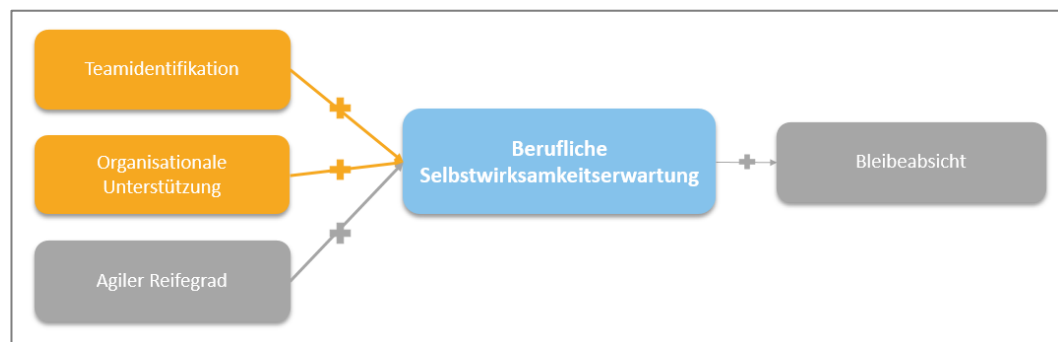 Teamidentifikation
Organisationale
Unterstützung
Agiler Reifegrad
Berufliche
Selbstwirksamkeitserwartung
Bleibeabsicht